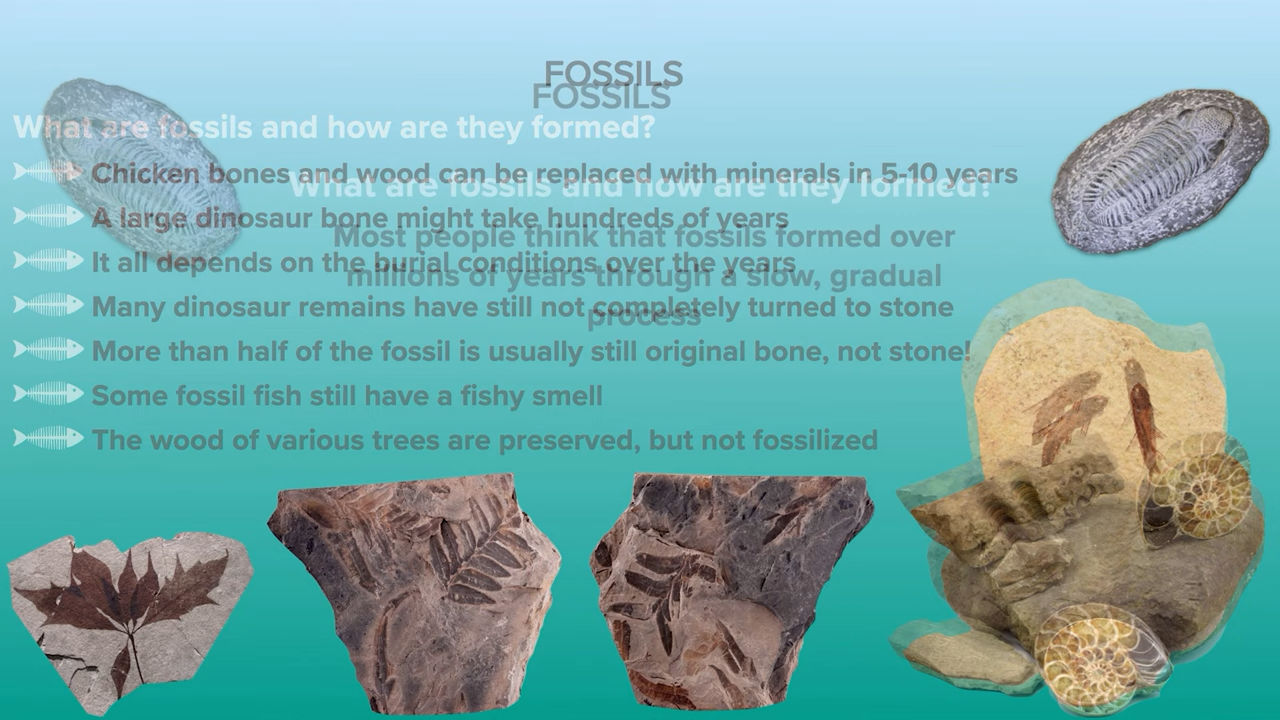 FOSSILS
FOSSILS
What are fossils and how are they formed?
Chicken bones and wood can be replaced with minerals in 5-10 years
What are fossils and how are they formed?
A large dinosaur bone might take hundreds of years
Most people think that fossils formed over
It all depends on the burial conditions over the years
millions of years through a slow, gradual
Many dinosaur remains have still not completely turned to stone
process
More than half of the fossil is usually still original bone, not stone!
Some fossil fish still have a fishy smell
The wood of various trees are preserved, but not fossilized